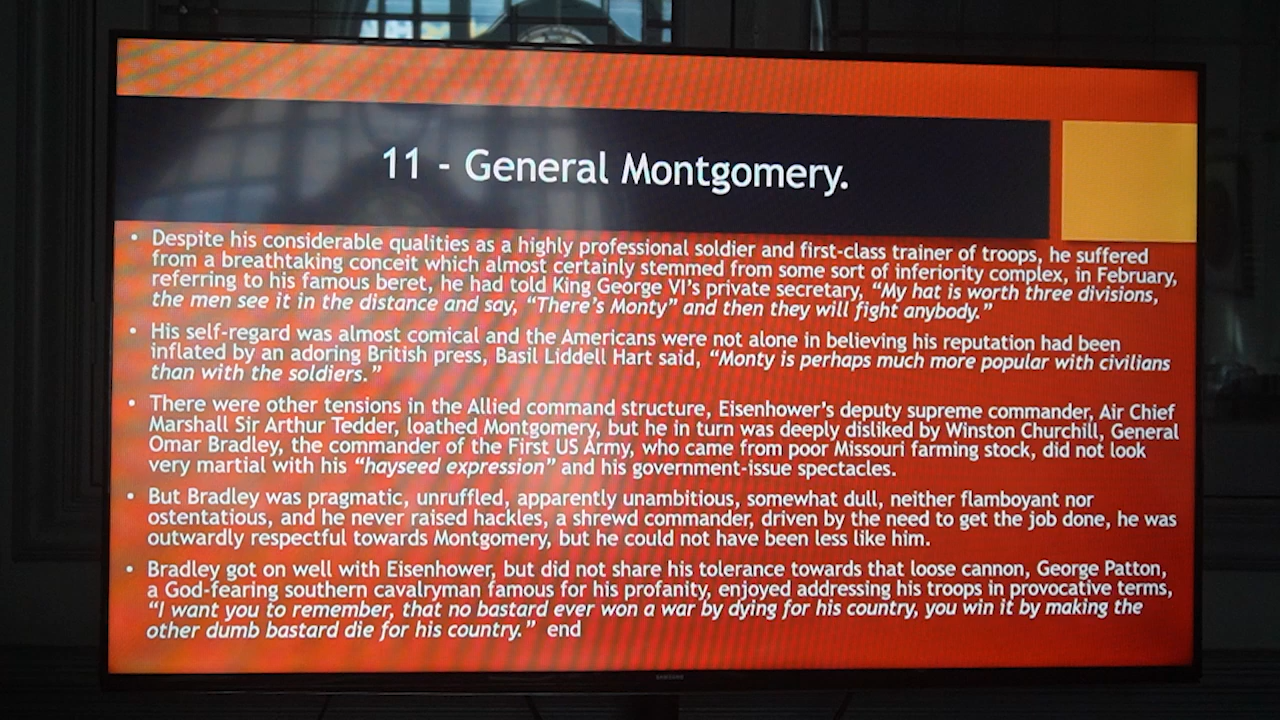 11 - General Montgomery.
• Despite his considerable qualities as a highly professional soldier and first-class trainer of troops, he suffered
from a breathtaking conceit which almost certainly stemmed from some sort of inferiority complex, in February,
referring to his famous beret, he had told King George VI's private secretary, “My hat is worth three divisions,
the men see it in the distance and say, “There's Monty” and then they will fight anybody.”
• His self-regard was almost comical and the Americans were not alone in believing his reputation had been
inflated by an adoring British press, Basil Liddell Hart said, “Monty is perhaps much more popular with civilians
than with the soldiers.”
• There were other tensions in the Allied command structure, Eisenhower's deputy supreme commander, Air Chief
Marshall Sir Arthur Tedder, loathed Montgomery, but he in turn was deeply disliked by Winston Churchill, General
Omar Bradley, the commander of the First US Army, who came from poor Missouri farming stock, did not look
very martial with his “hayseed expression” and his government-issue spectacles.
• But Bradley was pragmatic, unruffled, apparently unambitious, somewhat dull, neither flamboyant nor
ostentatious, and he never raised hackles, a shrewd commander, driven by the need to get the job done, he was
outwardly respectful towards Montgomery, but he could not have been less like him.
• Bradley got on well with Eisenhower, but did not share his tolerance towards that loose cannon, George Patton,
a God-fearing southern cavalryman famous for his profanity, enjoyed addressing his troops in provocative terms,
“I want you to remember, that no bastard ever won a war by dying for his country, you win it by making the
other dumb bastard die for his country.” end
SAMSUNG